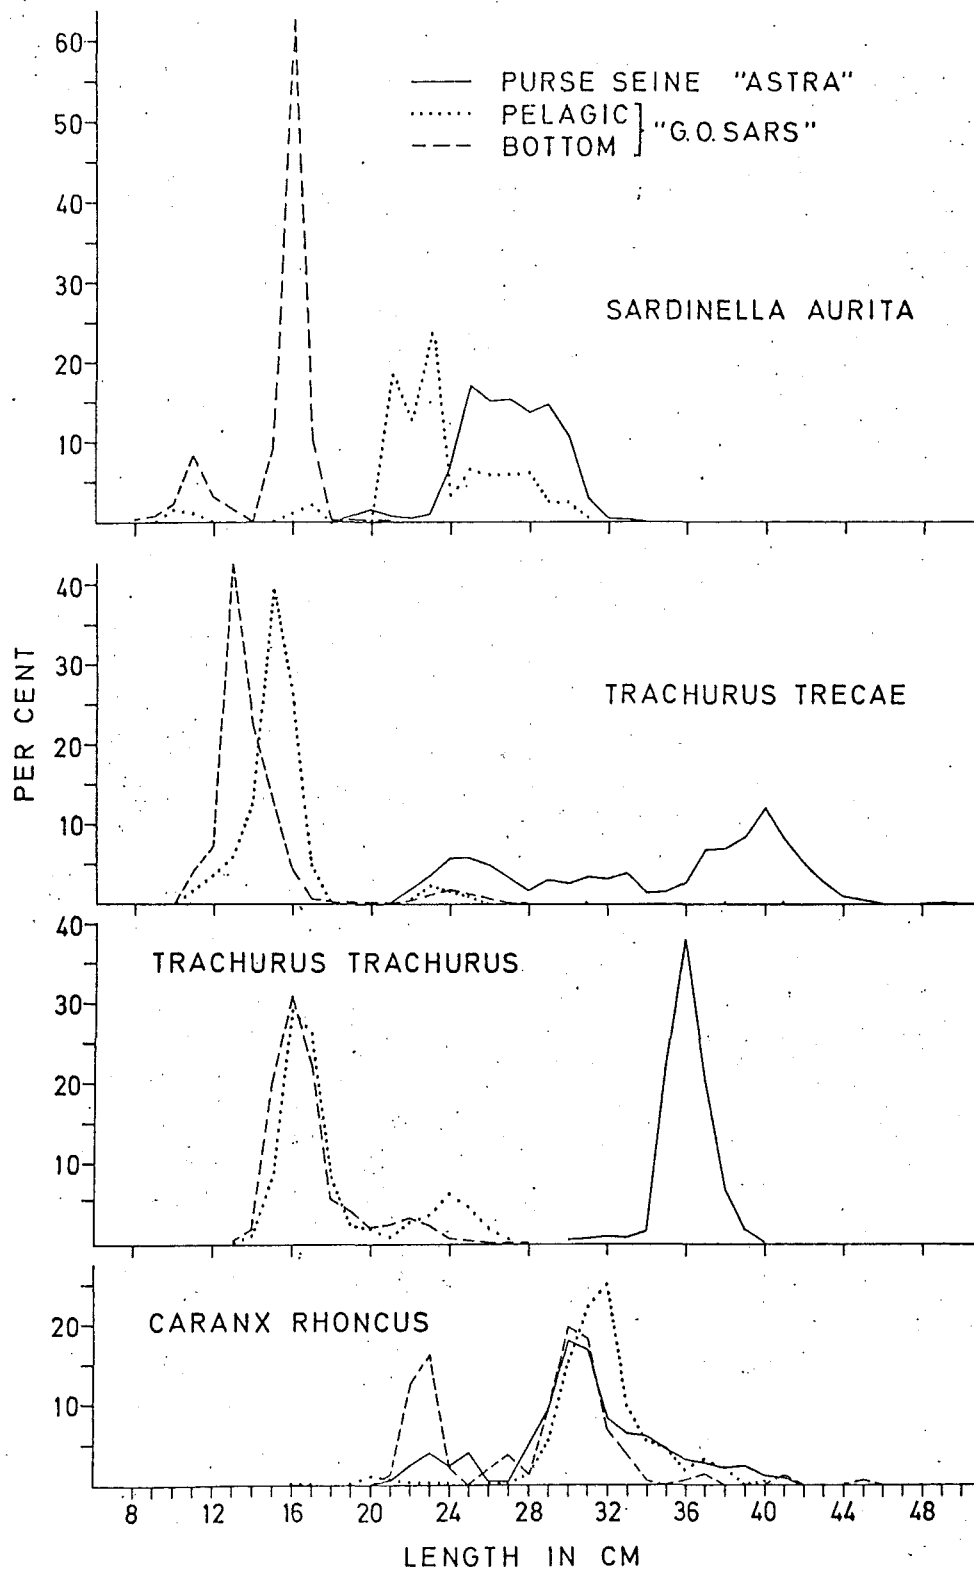 60
50
40
30
20
10
PURSE SEINE "ASTRA"
PELAGIC
BOTTOM
"G.O.SARS"
SARDINELLA AURITA
PER CENT
40
30
20
10
TRACHURUS TRECAE
40
30
20
10
TRACHURUS TRACHURUS
20
10
CARANX RHONCUS
8 12 16 20 24 28 32 36 40 44 48
LENGTH IN CM